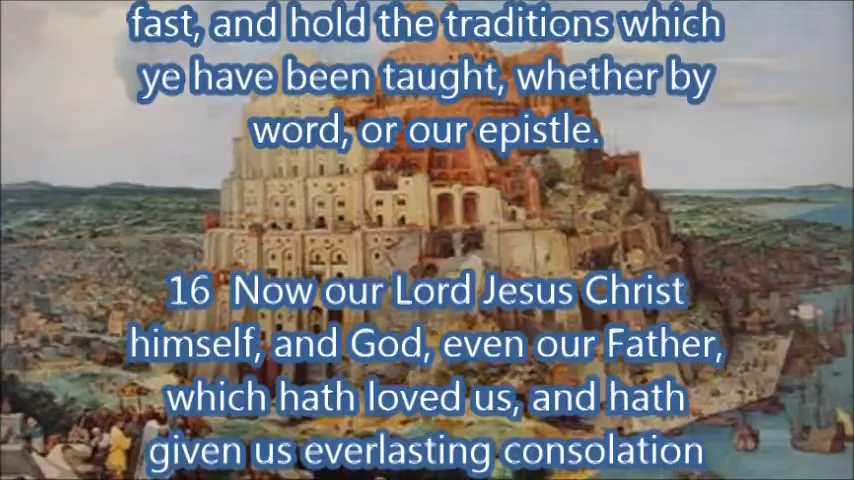 fast, and hold the traditions which
ye have been taught, whether by
word, or our epistle.
16 Now our Lord Jesus Christ
himself, and God, even our Father,
which hath loved us, and hath
given us everlasting consolation